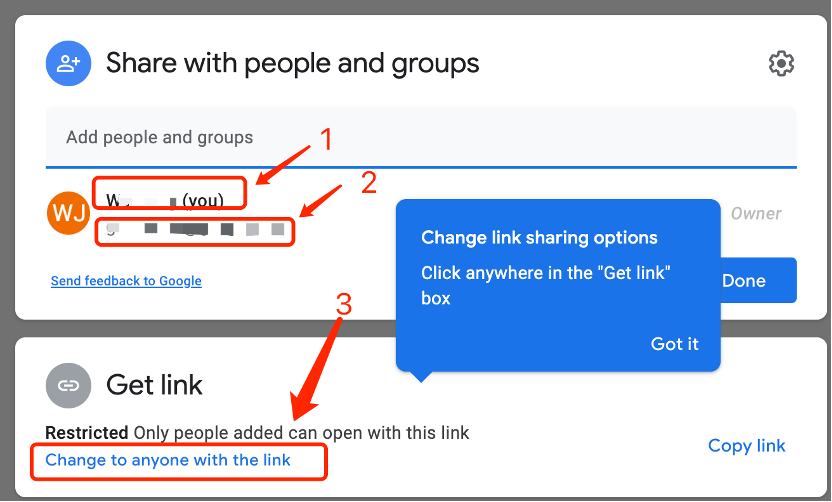 Share with people and groups
Add people and groups
1
2
WJ
(you)
Owner
Change link sharing options
Click anywhere in the "Get link"
box
Got it
Done
Send feedback to Google
3
Get link
Restricted Only people added can open with this link
Change to anyone with the link
Copy link